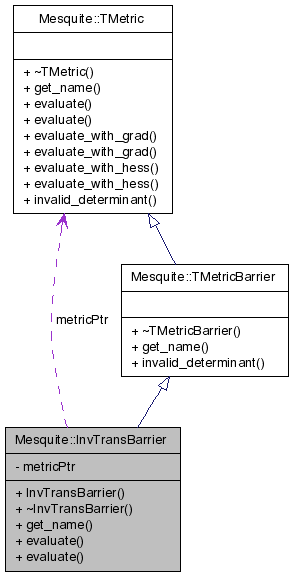 Mesquite::TMetric
+ ~TMetric()
+ get_name()
+ evaluate()
+ evaluate()
+ evaluate_with_grad()
+ evaluate_with_grad()
+ evaluate_with_hess()
+ evaluate_with_hess()
+ invalid_determinant()
Mesquite::TMetricBarrier
+ ~TMetricBarrier()
+ get_name()
+ invalid_determinant()
metricPtr
Mesquite::InvTransBarrier
- metricPtr
+ InvTransBarrier()
+ ~InvTransBarrier()
+ get_name()
+ evaluate()
+ evaluate()